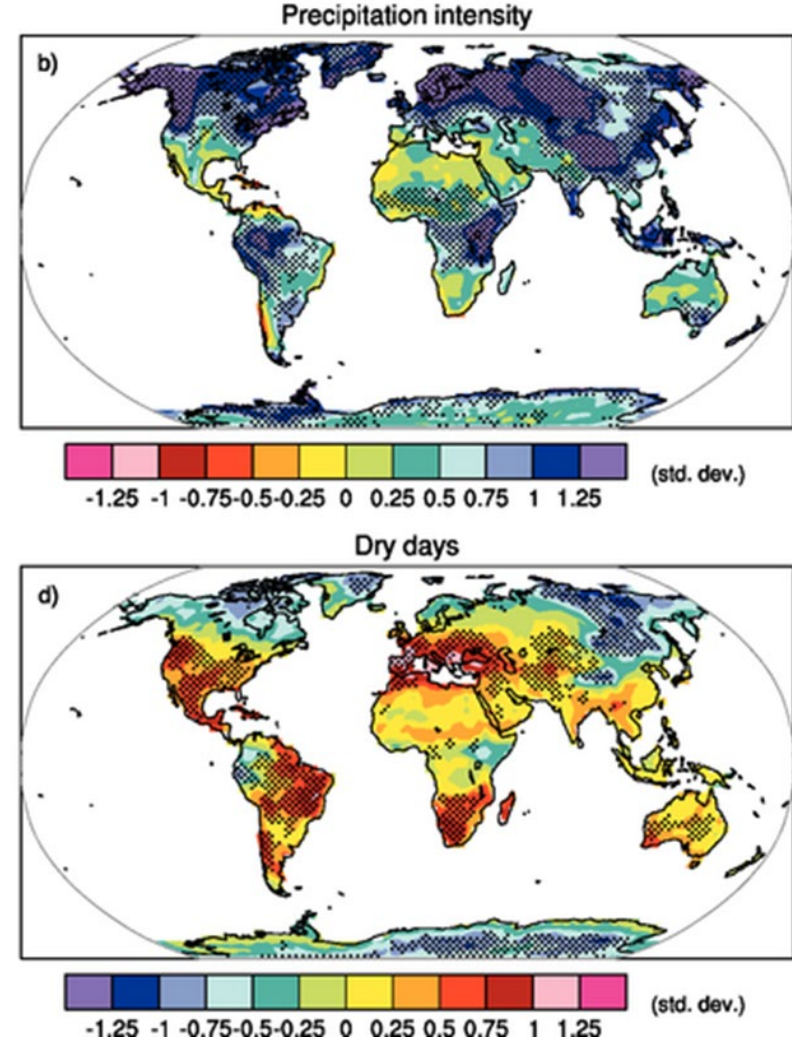 Precipitation intensity
b)
-1.25 -1 -0.75-0.5-0.25 0 0.25 0.5 0.75 1 1.25 (std. dev.)
Dry days
d)
-1.25 -1 -0.75-0.5-0.25 0 0.25 0.5 0.75 1 1.25 (std. dev.)